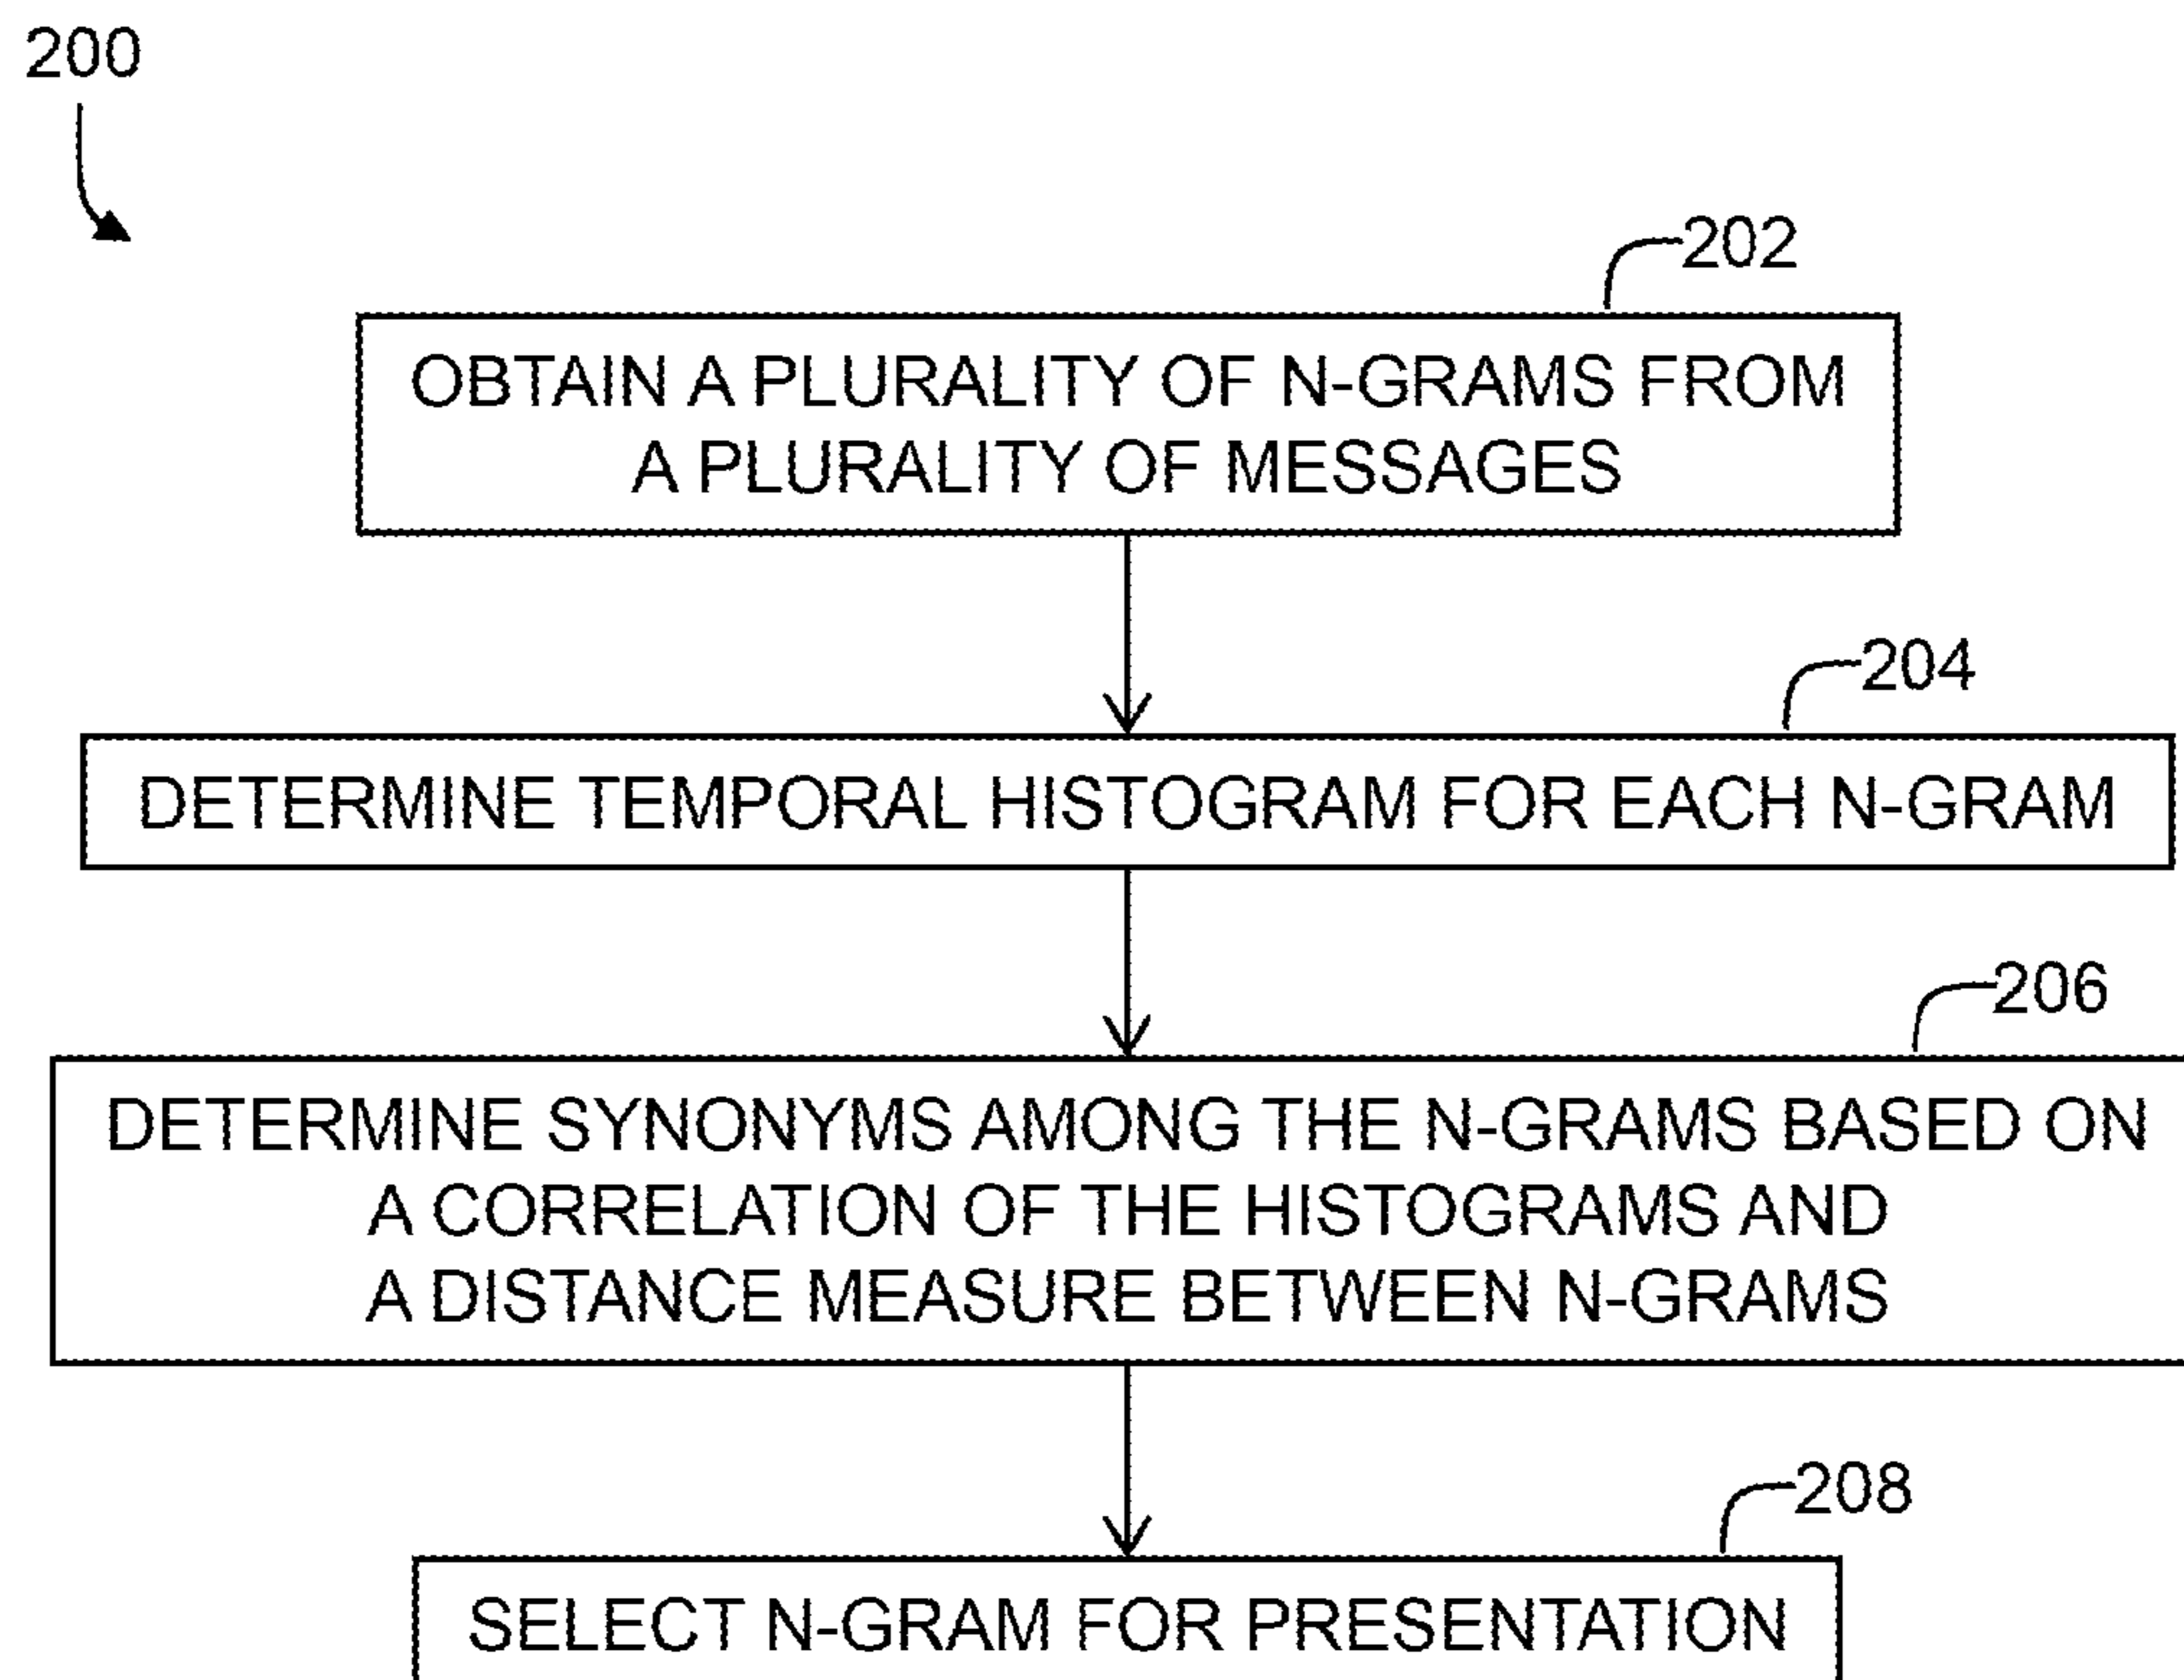 200
202
OBTAIN A PLURALITY OF N-GRAMS FROM
A PLURALITY OF MESSAGES
204
DETERMINE TEMPORAL HISTOGRAM FOR EACH N-GRAM
206
DETERMINE SYNONYMS AMONG THE N-GRAMS BASED ON
A CORRELATION OF THE HISTOGRAMS AND
A DISTANCE MEASURE BETWEEN N-GRAMS
208
SELECT N-GRAM FOR PRESENTATION